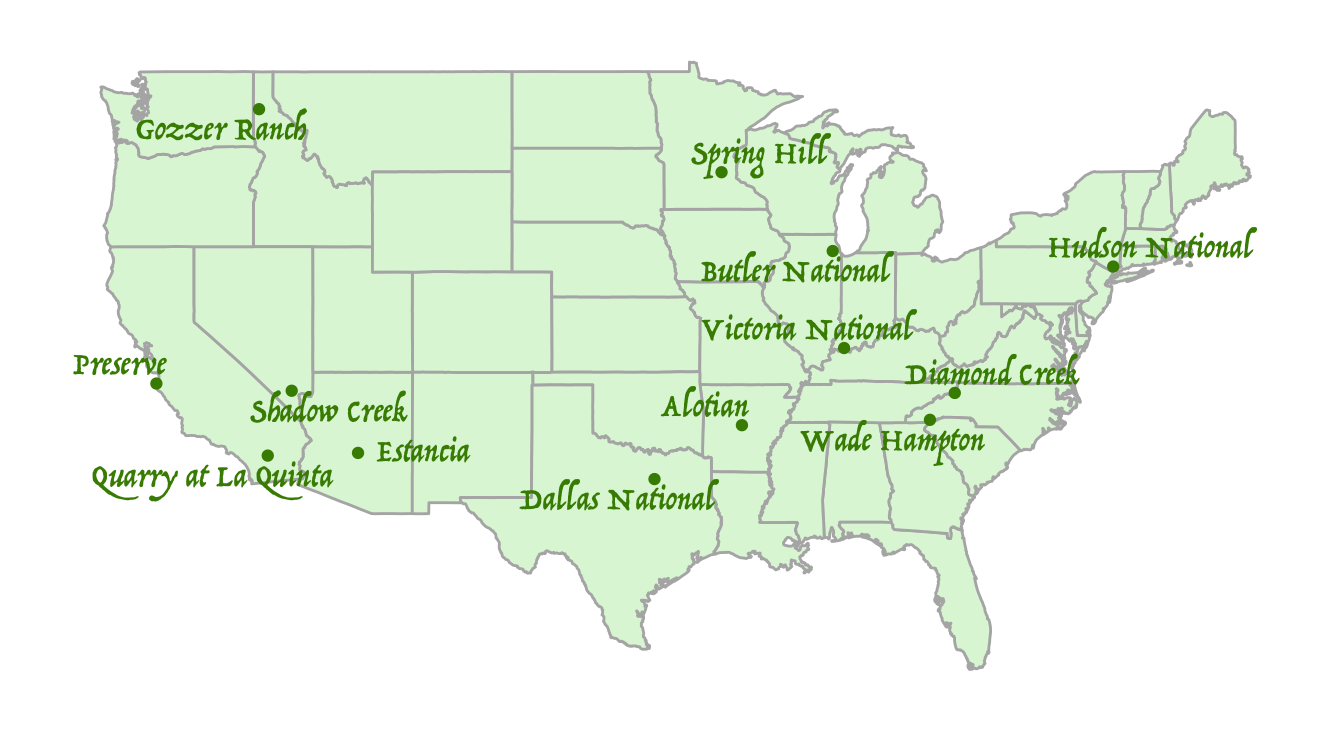 Gozzer Ranch
Spring Hill
Hudson National
Butler National
Victoria National
Preserve
Diamond Creek
Shadow Creek
Alotian
Wade Hampton
Estancia
Quarry at La Quinta
Dallas National